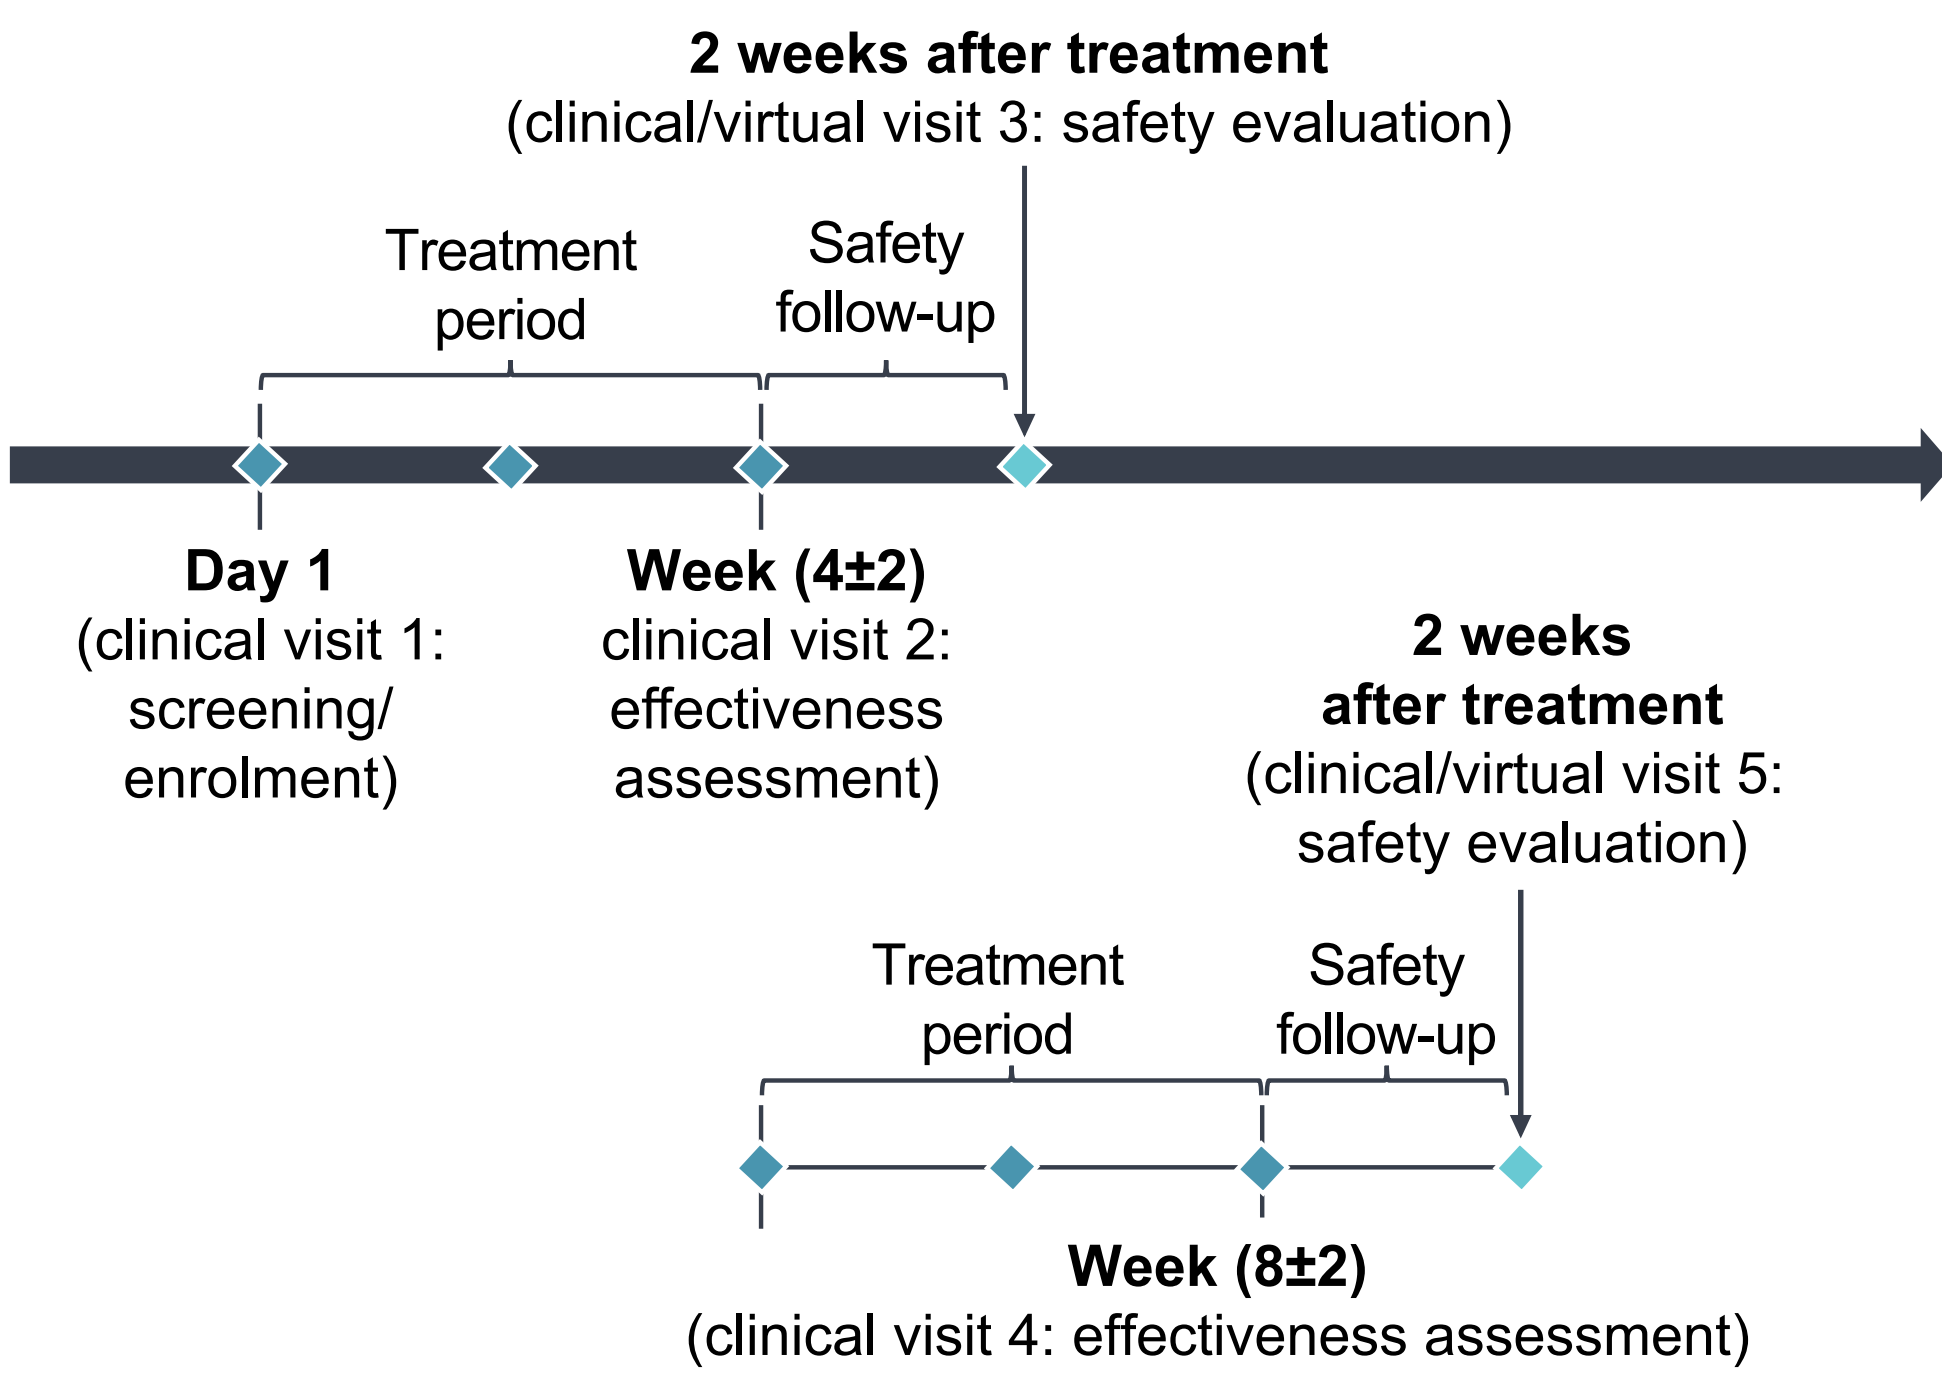 2 weeks after treatment
(clinical/virtual visit 3: safety evaluation)
Treatment
period
Safety
follow-up
Day 1
(clinical visit 1:
screening/
enrolment)
Week (4±2)
clinical visit 2:
effectiveness
assessment)
2 weeks
after treatment
(clinical/virtual visit 5:
safety evaluation)
Treatment
period
Safety
follow-up
Week (8±2)
(clinical visit 4: effectiveness assessment)